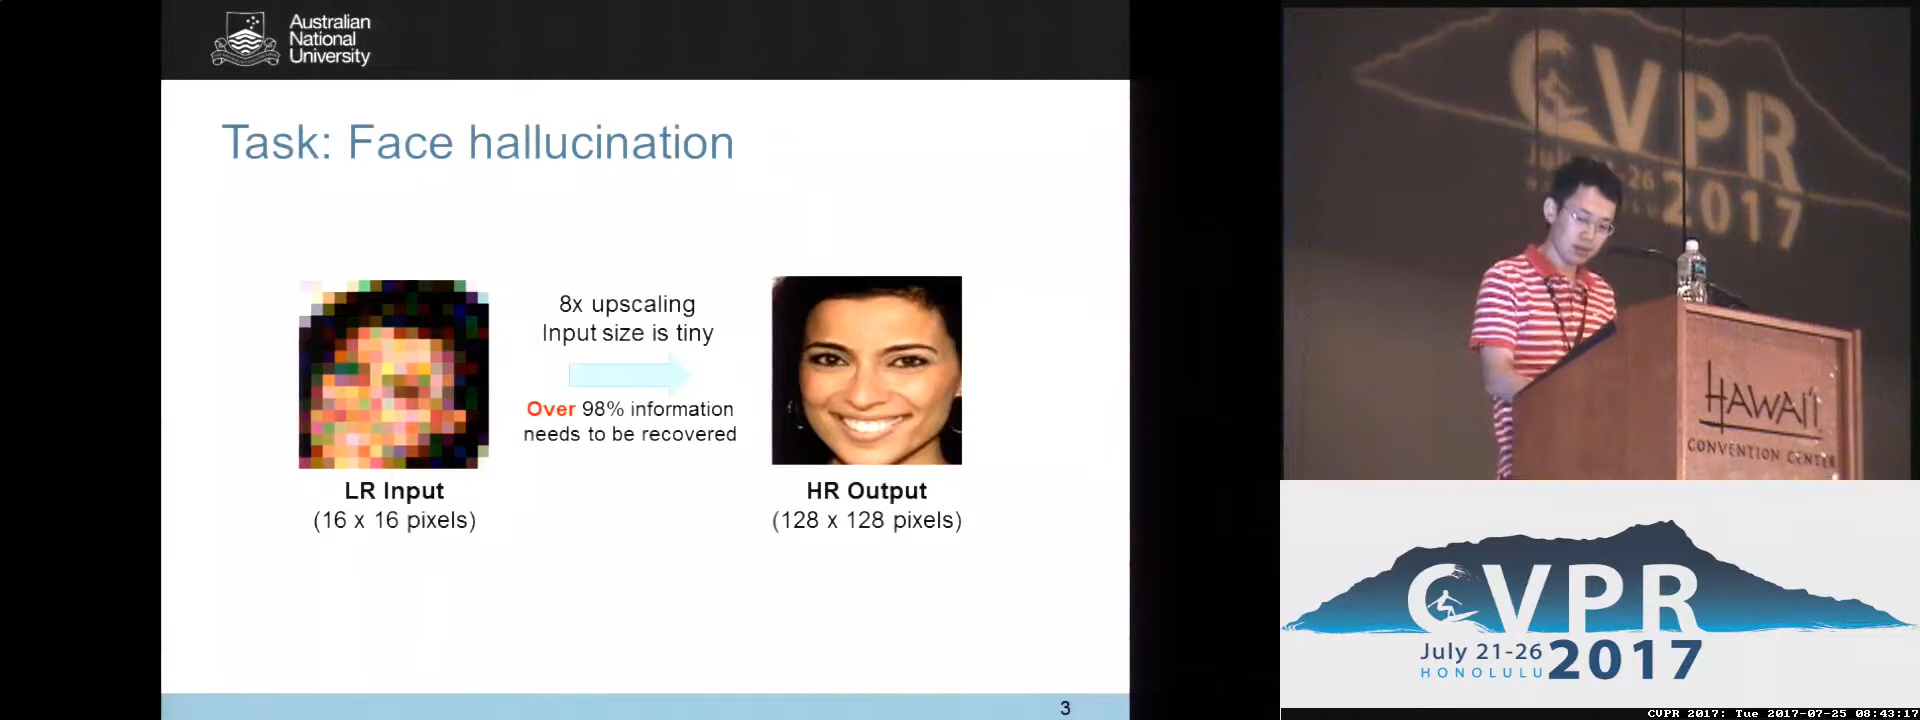 Australian
National
University
Task: Face hallucination
8x upscaling
Input size is tiny
Over 98% information
needs to be recovered
LR Input
(16 x 16 pixels)
HR Output
(128 x 128 pixels)
3
CVPR
2017
HAWAI'I
CONVENTION CENTER
CVPR
July 21-26
HONOLULU
2017
CVPR 2017: Tue 2017-07-25 08:43:17